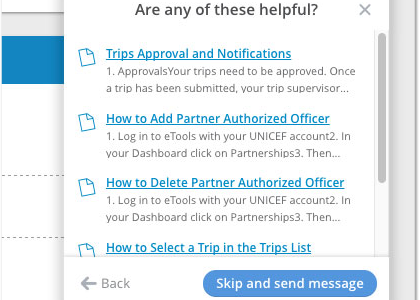 Are any of these helpful?
Trips Approval and Notifications
1. ApprovalsYour trips need to be approved. Once
a trip has been submitted, your trip supervisor...
How to Add Partner Authorized Officer
1. Log in to eTools with your UNICEF account2. In
your Dashboard click on Partnerships3. Then...
How to Delete Partner Authorized Officer
1. Log in to eTools with your UNICEF account2. In
your Dashboard click on Partnerships3. Then...
How to Select a Trip in the Trips List
Back
Skip and send message